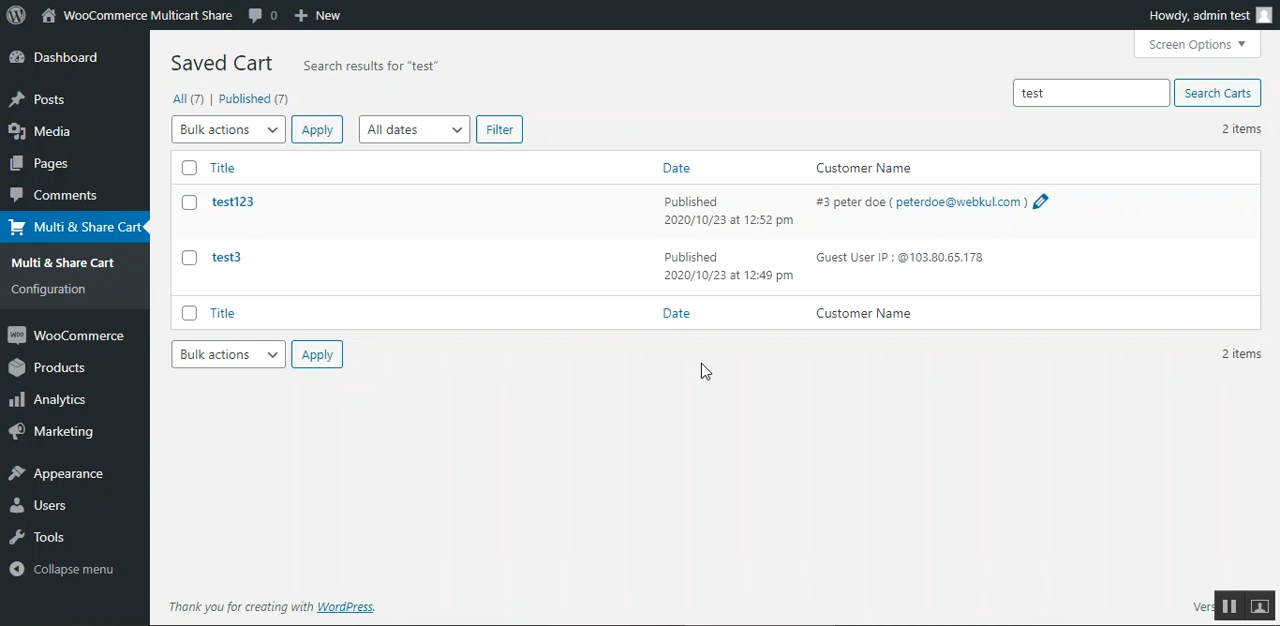 WooCommerce Multicart Share 0 New Howdy, admin test
Screen Options
Dashboard
Posts
Media
Pages
Comments
Multi & Share Cart
Multi & Share Cart
Configuration
WooCommerce
Products
Analytics
Marketing
Appearance
Users
Tools
Collapse menu
Saved Cart Search results for “test”
All (7) | Published (7)
test Search Carts
Bulk actions Apply All dates Filter 2 items
Title Date Customer Name
test123 Published #3 peter doe ( peterdoe@webkul.com )
2020/10/23 at 12:52 pm
test3 Published Guest User IP : @103.80.65.178
2020/10/23 at 12:49 pm
Title Date Customer Name
Bulk actions Apply 2 items
Thank you for creating with WordPress.